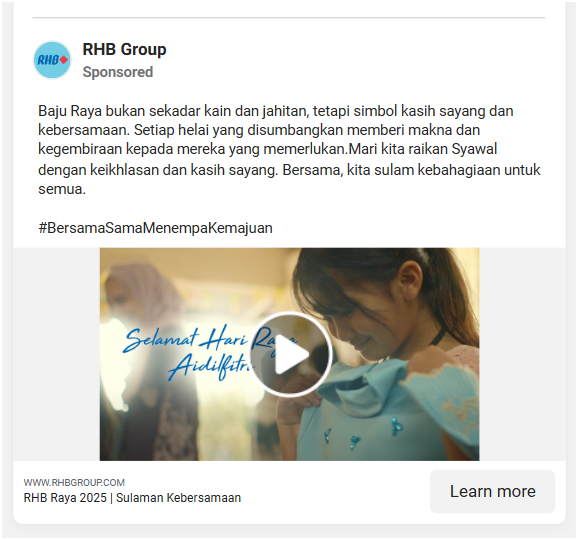 RHB
RHB Group
Sponsored
Baju Raya bukan sekadar kain dan jahitan, tetapi simbol kasih sayang dan
kebersamaan. Setiap helai yang disumbangkan memberi makna dan
kegembiraan kepada mereka yang memerlukan.Mari kita raikan Syawal
dengan keikhlasan dan kasih sayang. Bersama, kita sulam kebahagiaan untuk
semua.
#BersamaSamaMenempaKemajuan
Selamat Hari Raya
Aidilfitri
WWW.RHBGROUP.COM
RHB Raya 2025 | Sulaman Kebersamaan
Learn more